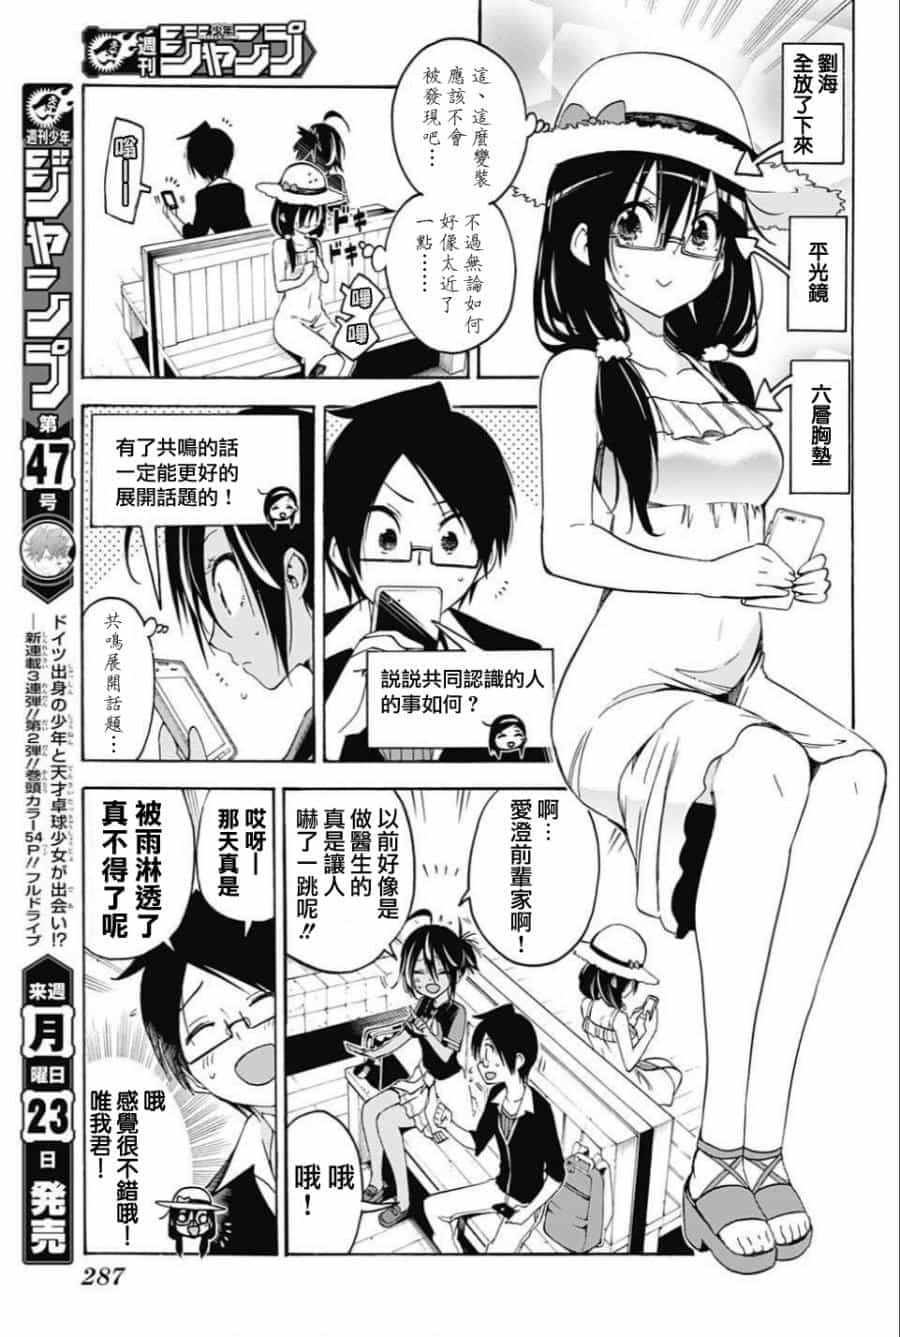 劉海
全放了下來
平光鏡
六層胸墊
這、這麼變裝
應該不會
被發現吧…
不過無論如何
好像太近了
一點……
嗡——
ドキ
ドキ
嗶
嗶
説説共同認識的人
的事如何？
有了共鳴的話
一定能更好的
展開話題的！
共鳴展開話題…
啊…
愛澄前輩家啊！
以前好像是
做醫生的
真是讓人
嚇了一跳呢!!
哦！
哦
哎呀ー
那天真是
被雨淋透了
真不得了呢
哦
感覺很不錯哦！
唯我君！
週刊
少年
ジャンプ
週刊少年
ジャンプ
第
47
号
ドイツ出身の少年と天才卓球少女が出会い!?
―新連載3連弾!!第2弾!!巻頭カラー54P!! フルドライブ
来週
月
曜日
23
日
発売
287